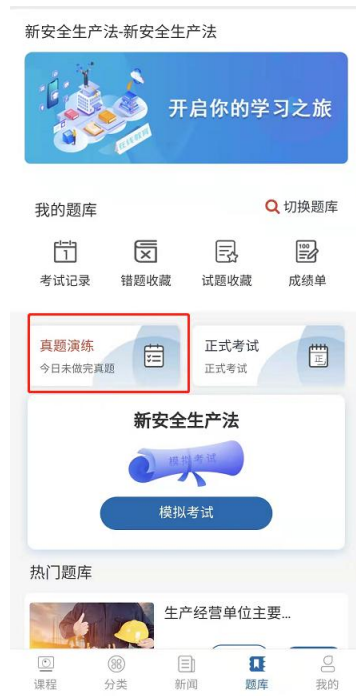 新安全生产法-新安全生产法
开启你的学习之旅
在线教育
我的题库
切换题库
考试记录
错题收藏
试题收藏
成绩单
真题演练
今日未做完真题
正式考试
正式考试
新安全生产法
模拟考试
模拟考试
热门题库
生产经营单位主要...
课程
分类
新闻
题库
我的